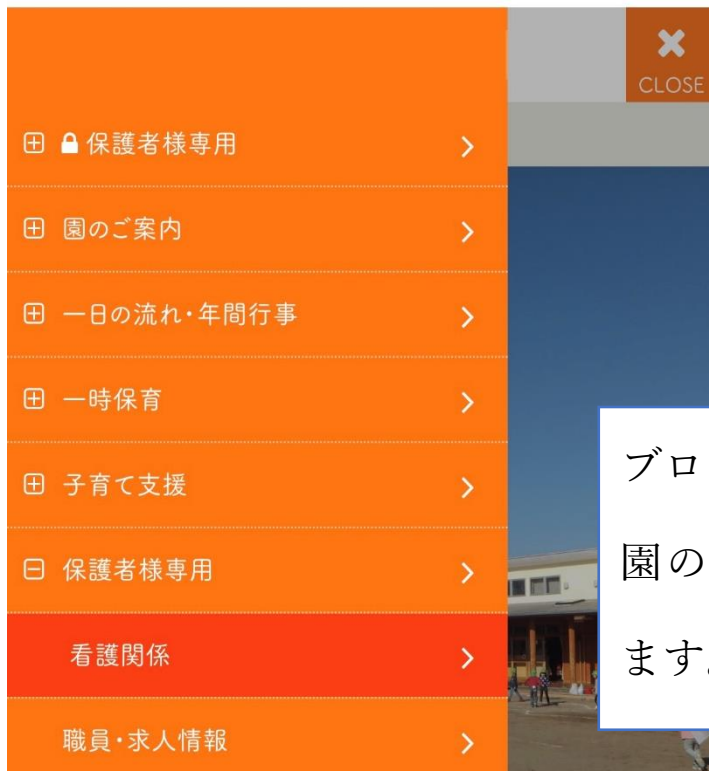 CLOSE
保護者様専用
園のご案内
一日の流れ・年間行事
一時保育
子育て支援
保護者様専用
看護関係
職員・求人情報
ブロ
園の
ます。